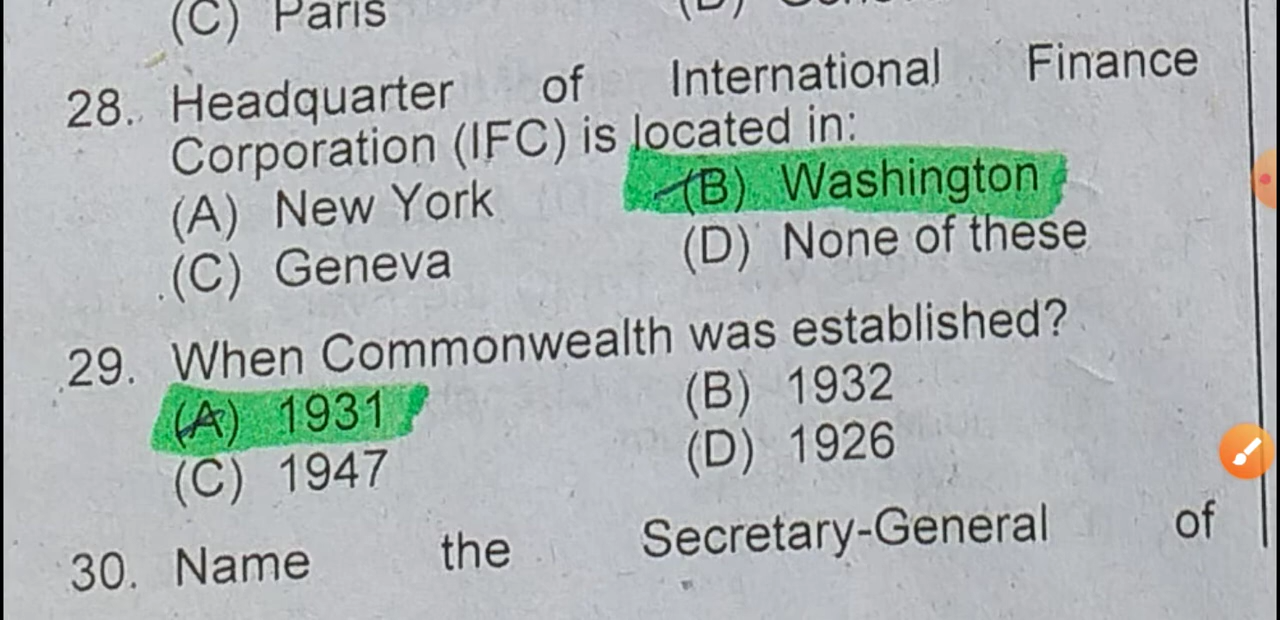 (C) Paris
28. Headquarter of International Finance
Corporation (IFC) is located in:
(A) New York (B) Washington
(C) Geneva (D) None of these
29. When Commonwealth was established?
(A) 1931 (B) 1932
(C) 1947 (D) 1926
30. Name the Secretary-General of